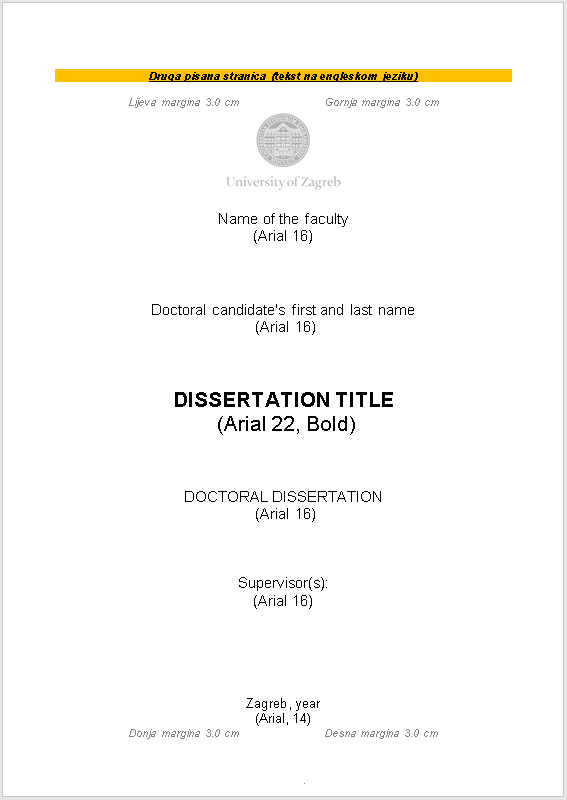 Druga pisana stranica (tekst na engleskom jeziku)
Lijeva margina 3.0 cm Gornja margina 3.0 cm
University of Zagreb
Name of the faculty
(Arial 16)
Doctoral candidate's first and last name
(Arial 16)
DISSERTATION TITLE
(Arial 22, Bold)
DOCTORAL DISSERTATION
(Arial 16)
Supervisor(s):
(Arial 16)
Zagreb, year
(Arial, 14)
Donja margina 3.0 cm Desna margina 3.0 cm